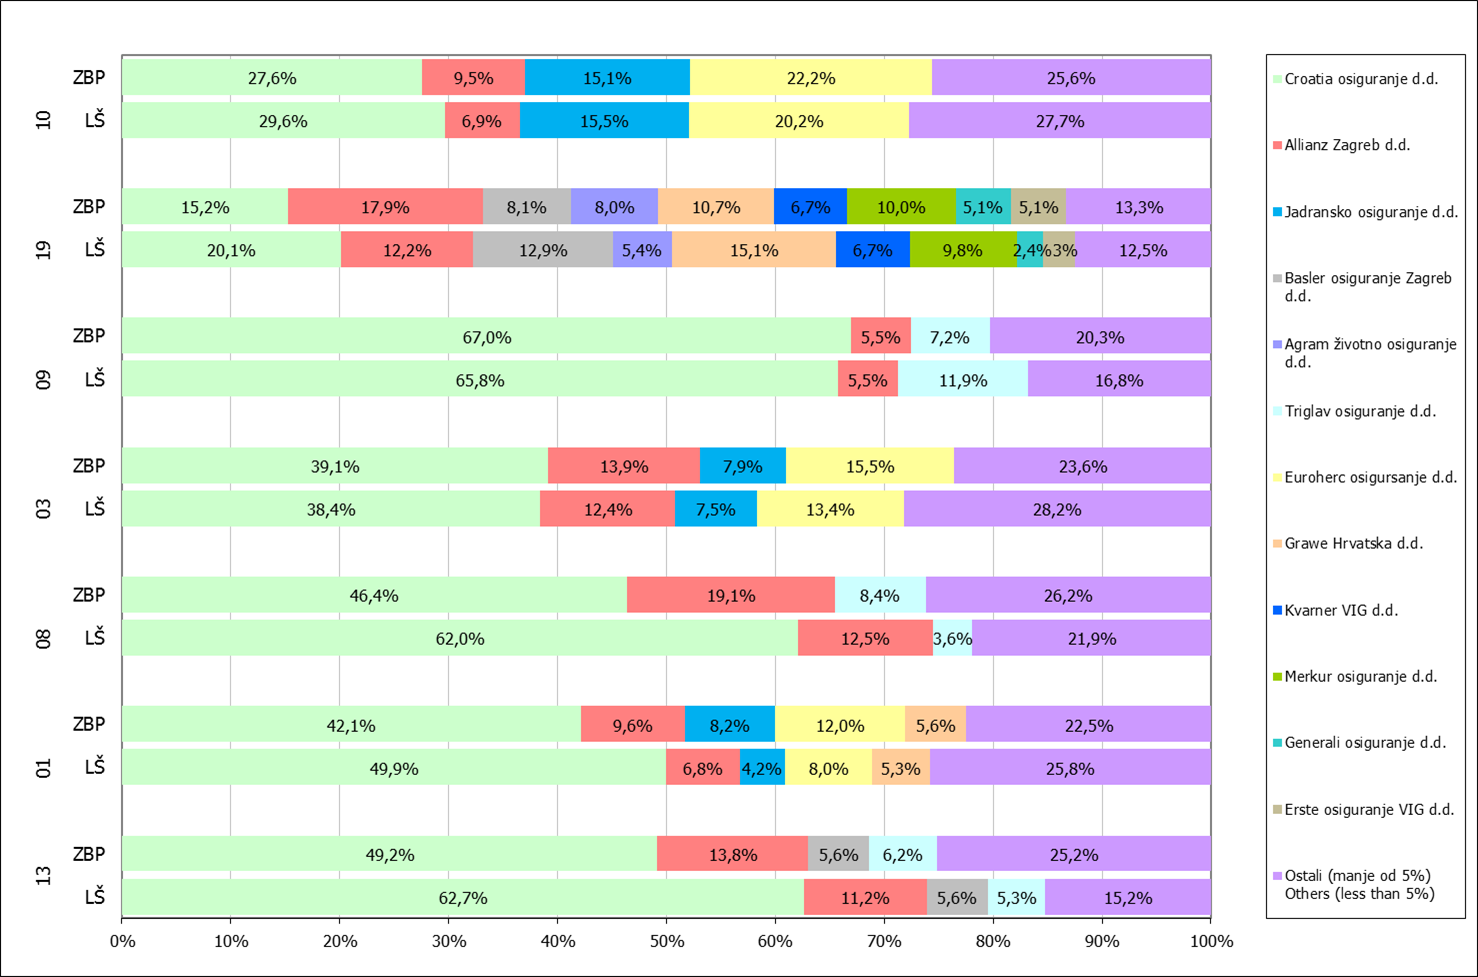 10
ZBP 27,6% 9,5% 15,1% 22,2% 25,6%
LŠ 29,6% 6,9% 15,5% 20,2% 27,7%
19
ZBP 15,2% 17,9% 8,1% 8,0% 10,7% 6,7% 10,0% 5,1% 5,1% 13,3%
LŠ 20,1% 12,2% 12,9% 5,4% 15,1% 6,7% 9,8% 2,4% 3% 12,5%
09
ZBP 67,0% 5,5% 7,2% 20,3%
LŠ 65,8% 5,5% 11,9% 16,8%
03
ZBP 39,1% 13,9% 7,9% 15,5% 23,6%
LŠ 38,4% 12,4% 7,5% 13,4% 28,2%
08
ZBP 46,4% 19,1% 8,4% 26,2%
LŠ 62,0% 12,5% 3,6% 21,9%
01
ZBP 42,1% 9,6% 8,2% 12,0% 5,6% 22,5%
LŠ 49,9% 6,8% 4,2% 8,0% 5,3% 25,8%
13
ZBP 49,2% 13,8% 5,6% 6,2% 25,2%
LŠ 62,7% 11,2% 5,6% 5,3% 15,2%
0% 10% 20% 30% 40% 50% 60% 70% 80% 90% 100%
Croatia osiguranje d.d.
Allianz Zagreb d.d.
Jadransko osiguranje d.d.
Basler osiguranje Zagreb
d.d.
Agram životno osiguranje
d.d.
Triglav osiguranje d.d.
Euroherc osigursanje d.d.
Grawe Hrvatska d.d.
Kvarner VIG d.d.
Merkur osiguranje d.d.
Generali osiguranje d.d.
Erste osiguranje VIG d.d.
Ostali (manje od 5%)
Others (less than 5%)